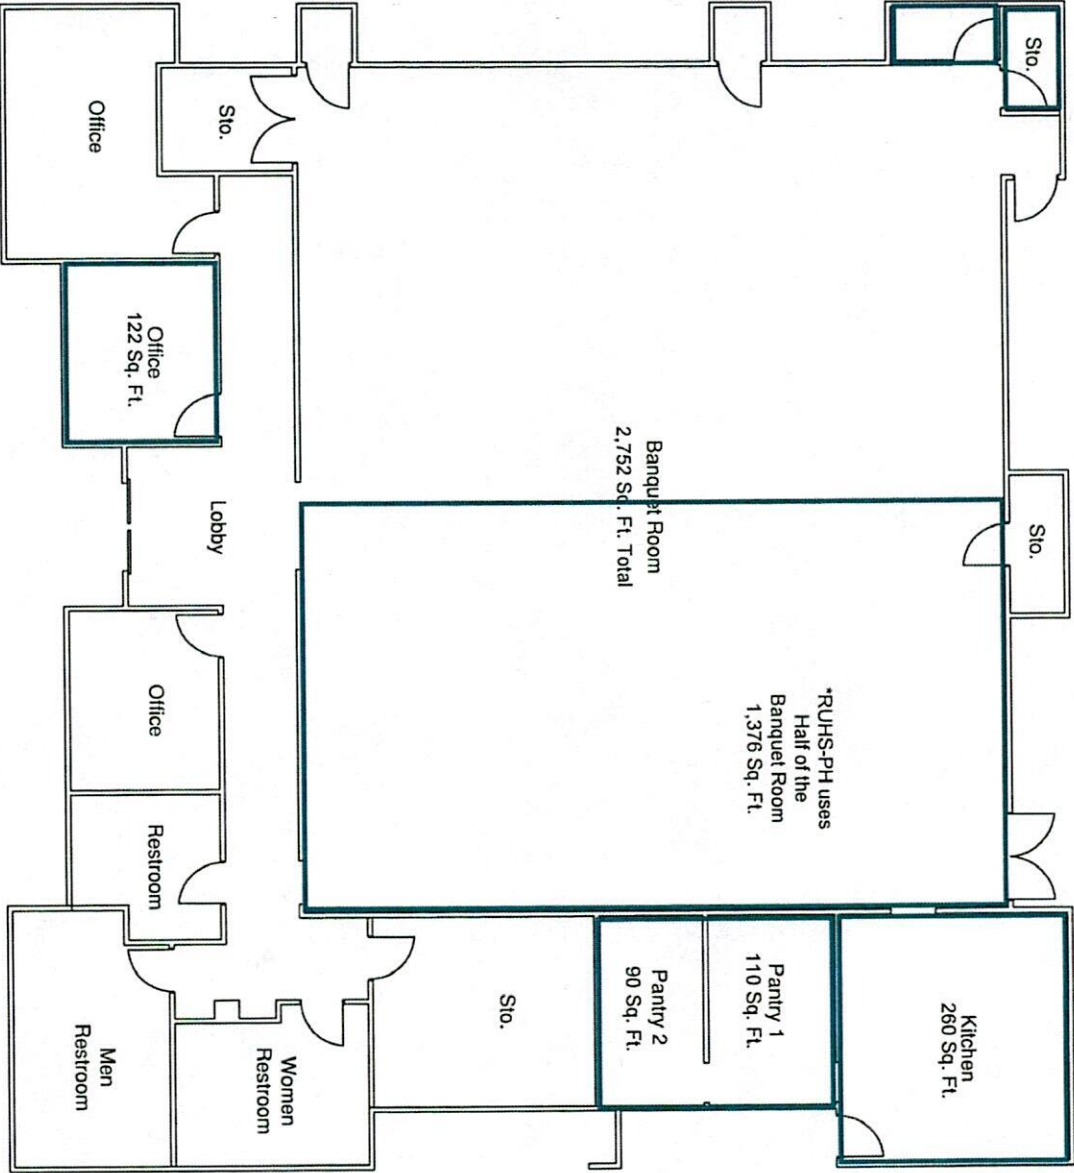 Office
Sto.
Sto.
Office
122 Sq. Ft.
Lobby
Banquet Room
2,752 Sq. Ft. Total
Sto.
*RUHS-PH uses
Half of the
Banquet Room
1,376 Sq. Ft.
Office
Restroom
Men
Restroom
Women
Restroom
Sto.
Pantry 2
90 Sq. Ft.
Pantry 1
110 Sq. Ft.
Kitchen
260 Sq. Ft.